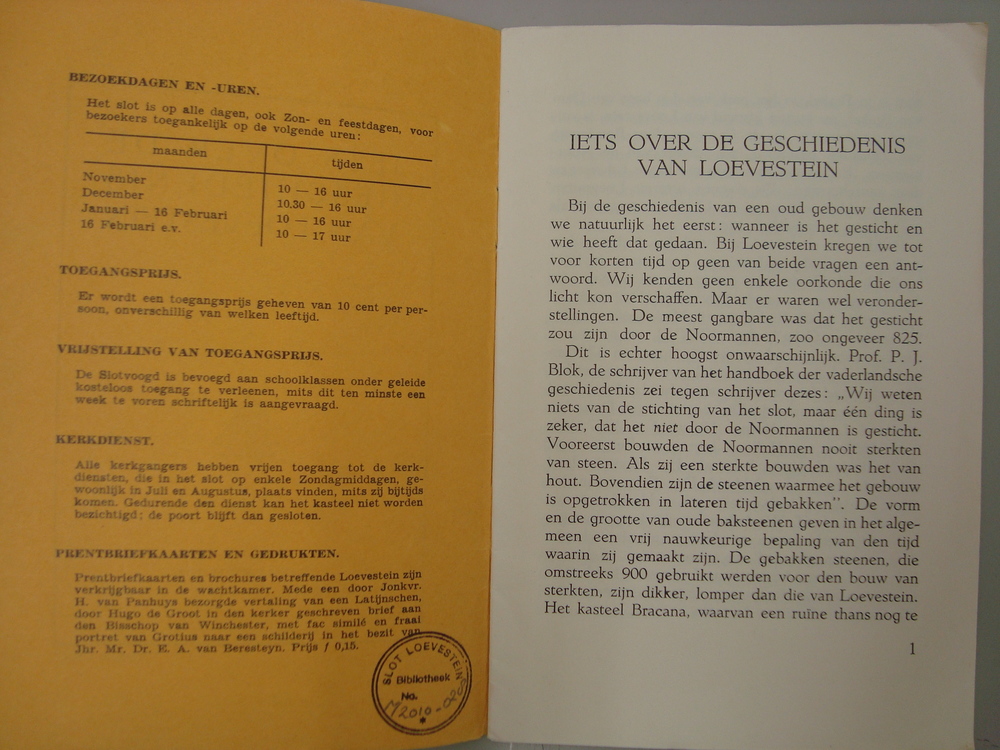 BEZOEKDAGEN EN -UREN.
Het slot is op alle dagen, ook Zon- en feestdagen, voor
bezoekers toegankelijk op de volgende uren:
maanden tijden
November 10 — 16 uur
December 10.30 — 16 uur
Januari — 16 Februari 10 — 16 uur
16 Februari e.v. 10 — 17 uur
TOEGANGSPRIJS.
Er wordt een toegangsprijs geheven van 10 cent per per-
soon, onverschillig van welken leeftijd.
VRIJSTELLING VAN TOEGANGSPRIJS.
De Slotvoogd is bevoegd aan schoolklassen onder geleide
kosteloos toegang te verleenen, mits dit ten minste een
week te voren schriftelijk is aangevraagd.
KERKDIENST.
Alle kerkgangers hebben vrijen toegang tot de kerk-
diensten, die in het slot op enkele Zondagmiddagen, ge-
woonlijk in Juli en Augustus, plaats vinden, mits zij bijtijds
komen. Gedurende den dienst kan het kasteel niet worden
bezichtigd; de poort blijft dan gesloten.
PRENTBRIEFKAARTEN EN GEDRUKTEN.
Prentbriefkaarten en brochures betreffende Loevestein zijn
verkrijgbaar in de wachtkamer. Mede een door Jonkvr.
H. van Panhuys bezorgde vertaling van een Latijnschen,
door Hugo de Groot in den kerker geschreven brief aan
den Bisschop van Winchester, met fac similé en fraai
portret van Grotius naar een schilderij in het bezit van
Jhr. Mr. Dr. E. A. van Beresteyn. Prijs ƒ 0,15.
SLOT LOEVESTEIN
Bibliotheek
No.
M2010-020
IETS OVER DE GESCHIEDENIS
VAN LOEVESTEIN
Bij de geschiedenis van een oud gebouw denken
we natuurlijk het eerst: wanneer is het gesticht en
wie heeft dat gedaan. Bij Loevestein kregen we tot
voor korten tijd op geen van beide vragen een ant-
woord. Wij kenden geen enkele oorkonde die ons
licht kon verschaffen. Maar er waren wel veronder-
stellingen. De meest gangbare was dat het gesticht
zou zijn door de Noormannen, zoo ongeveer 825.
Dit is echter hoogst onwaarschijnlijk. Prof. P. J.
Blok, de schrijver van het handboek der vaderlandsche
geschiedenis zei tegen schrijver dezes: „Wij weten
niets van de stichting van het slot, maar één ding is
zeker, dat het niet door de Noormannen is gesticht.
Vooreerst bouwden de Noormannen nooit sterkten
van steen. Als zij een sterkte bouwden was het van
hout. Bovendien zijn de steenen waarmee het gebouw
is opgetrokken in lateren tijd gebakken". De vorm
en de grootte van oude baksteenen geven in het alge-
meen een vrij nauwkeurige bepaling van den tijd
waarin zij gemaakt zijn. De gebakken steenen, die
omstreeks 900 gebruikt werden voor den bouw van
sterkten, zijn dikker, lomper dan die van Loevestein.
Het kasteel Bracana, waarvan een ruïne thans nog te
1